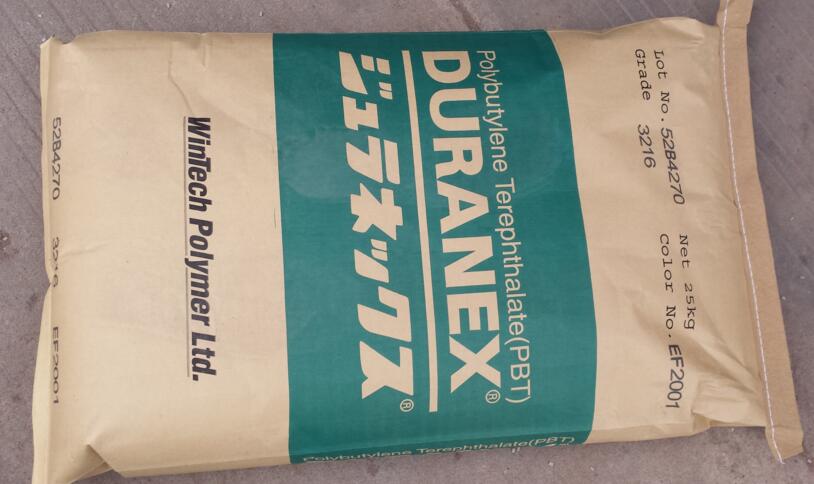 Lot No. 52B4270 Net 25kg
Grade 3216 Color No. EF2001
Polybutylene Terephthalate(PBT)
DURANEX®
ジュラネックス®
WinTech Polymer Ltd.
52B4270 3216 EF2001
Polybutylene Terephthalate(PBT)